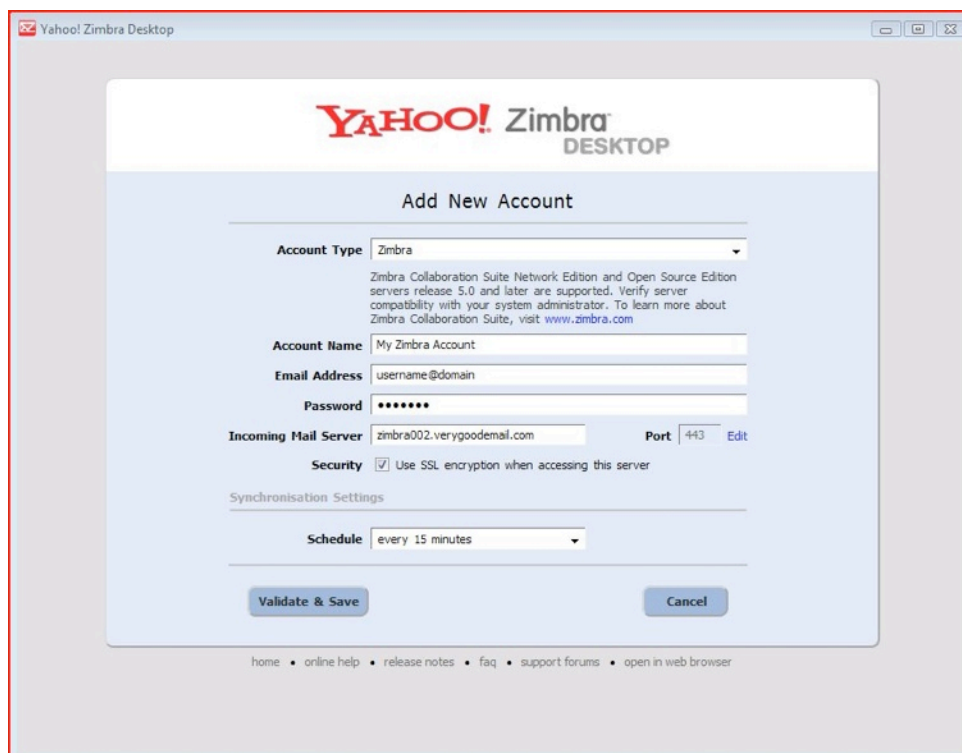 Yahoo! Zimbra Desktop
YAHOO! Zimbra
DESKTOP
Add New Account
Account Type Zimbra
Zimbra Collaboration Suite Network Edition and Open Source Edition
servers release 5.0 and later are supported. Verify server
compatibility with your system administrator. To learn more about
Zimbra Collaboration Suite, visit www.zimbra.com
Account Name My Zimbra Account
Email Address username@domain
Password •••••••
Incoming Mail Server zimbra002.verygoodemail.com Port 443 Edit
Security Use SSL encryption when accessing this server
Synchronisation Settings
Schedule every 15 minutes
Validate & Save Cancel
home • online help • release notes • faq • support forums • open in web browser